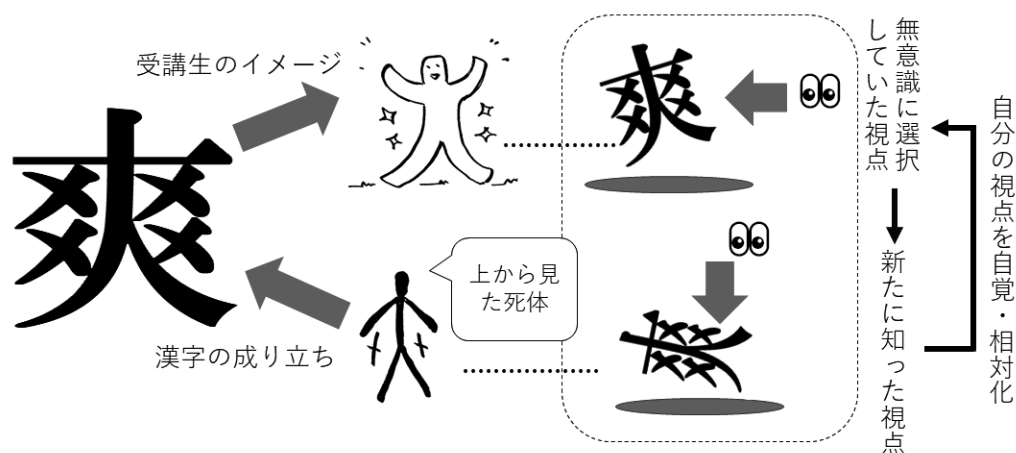 爽
受講生のイメージ
漢字の成り立ち
上から見
た死体
爽
爽
無意識に選択
していた視点
新たに知った視点
自分の視点を自覚・相対化